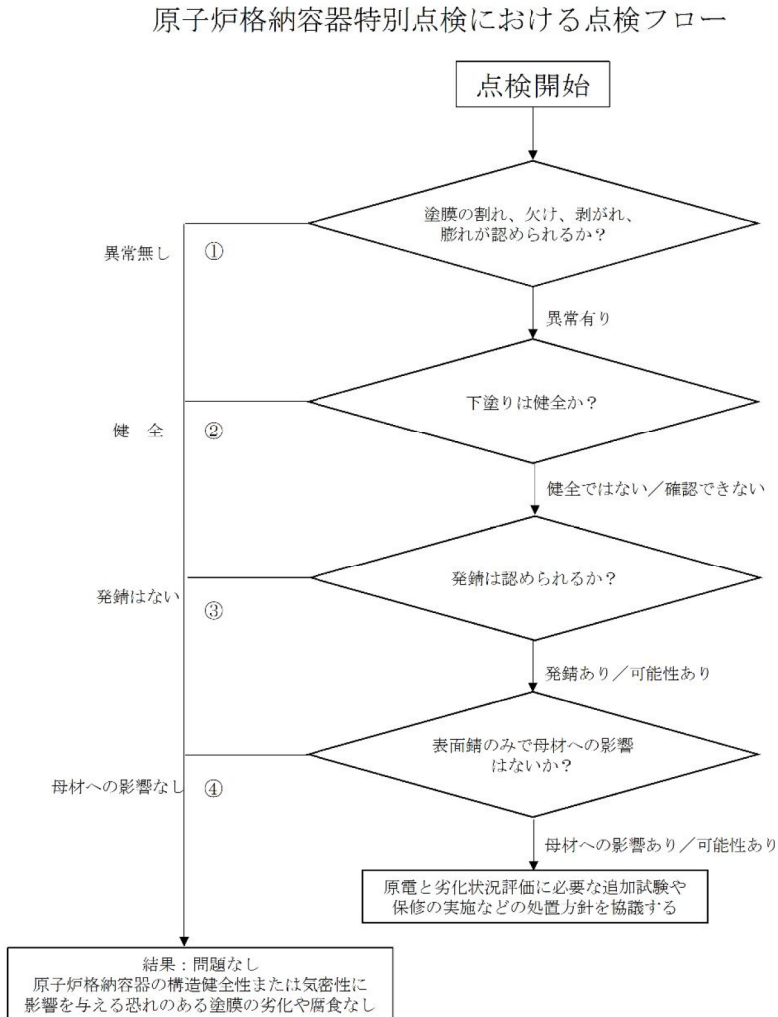 原子炉格納容器特別点検における点検フロー
点検開始
塗膜の割れ、欠け、剥がれ、
膨れが認められるか？
異常無し
①
異常有り
下塗りは健全か？
健　全
②
健全ではない／確認できない
発錆は認められるか？
発錆はない
③
発錆あり／可能性あり
表面錆のみで母材への影響
はないか？
母材への影響なし
④
母材への影響あり／可能性あり
原電と劣化状況評価に必要な追加試験や
保修の実施などの処置方針を協議する
結果：問題なし
原子炉格納容器の構造健全性または気密性に
影響を与える恐れのある塗膜の劣化や腐食なし